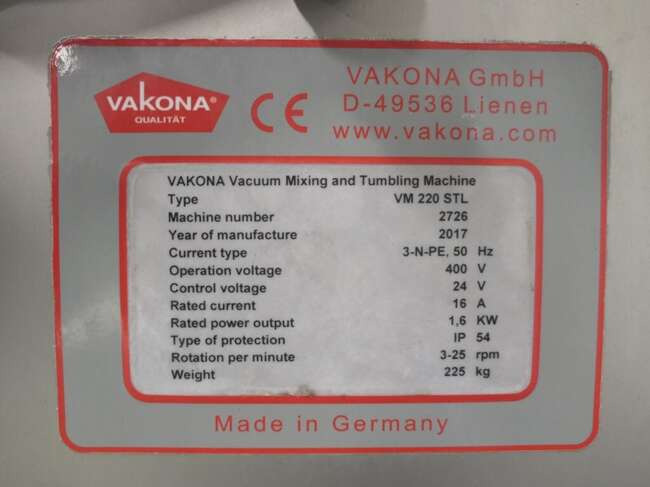 VAKONA®
QUALITÄT
CE
VAKONA GmbH
D-49536 Lienen
www.vakona.com
VAKONA Vacuum Mixing and Tumbling Machine
Type VM 220 STL
Machine number 2726
Year of manufacture 2017
Current type 3-N-PE, 50 Hz
Operation voltage 400 V
Control voltage 24 V
Rated current 16 A
Rated power output 1,6 KW
Type of protection IP 54
Rotation per minute 3-25 rpm
Weight 225 kg
Made in Germany